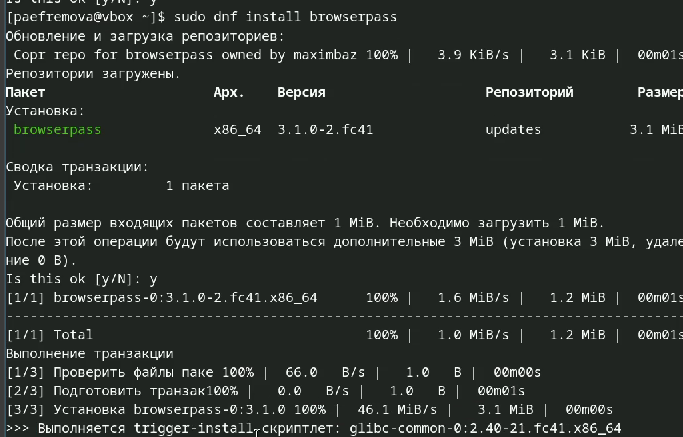 Is this ok [y/N]: y
[paefremova@vbox ~]$ sudo dnf install browserpass
Обновление и загрузка репозиториев:
Copr repo for browserpass owned by maximbaz 100% |   3.9 KiB/s |   3.1 KiB |  00m01s
Репозитории загружены.
Пакет Арх. Версия Репозиторий Размер
Установка:
browserpass x86_64 3.1.0-2.fc41 updates 3.1 MiB
Сводка транзакции:
Установка: 1 пакета
Общий размер входящих пакетов составляет 1 MiB. Необходимо загрузить 1 MiB.
После этой операции будут использоваться дополнительные 3 MiB (установка 3 MiB, удале
ние 0 B).
Is this ok [y/N]: y
[1/1] browserpass-0:3.1.0-2.fc41.x86_64 100% |   1.6 MiB/s |   1.2 MiB |  00m01s
--------------------------------------------------------------------------------
[1/1] Total 100% |   1.0 MiB/s |   1.2 MiB |  00m01s
Выполнение транзакции
[1/3] Проверить файлы паке 100% |  66.0   B/s |   1.0   B |  00m00s
[2/3] Подготовить транзак100% |   0.0   B/s |   1.0   B |  00m01s
[3/3] Установка browserpass-0:3.1.0 100% |  46.1 MiB/s |   3.1 MiB |  00m00s
>>> Выполняется trigger-install скриптлет: glibc-common-0:2.40-21.fc41.x86_64